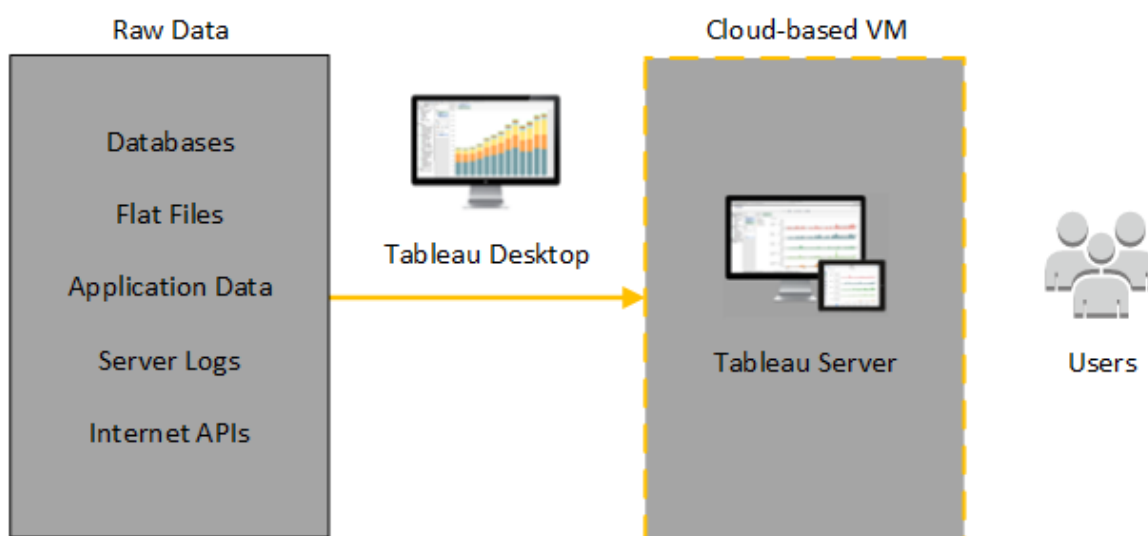 Raw Data
Databases
Flat Files
Application Data
Server Logs
Internet APIs
Tableau Desktop
Cloud-based VM
Tableau Server
Users